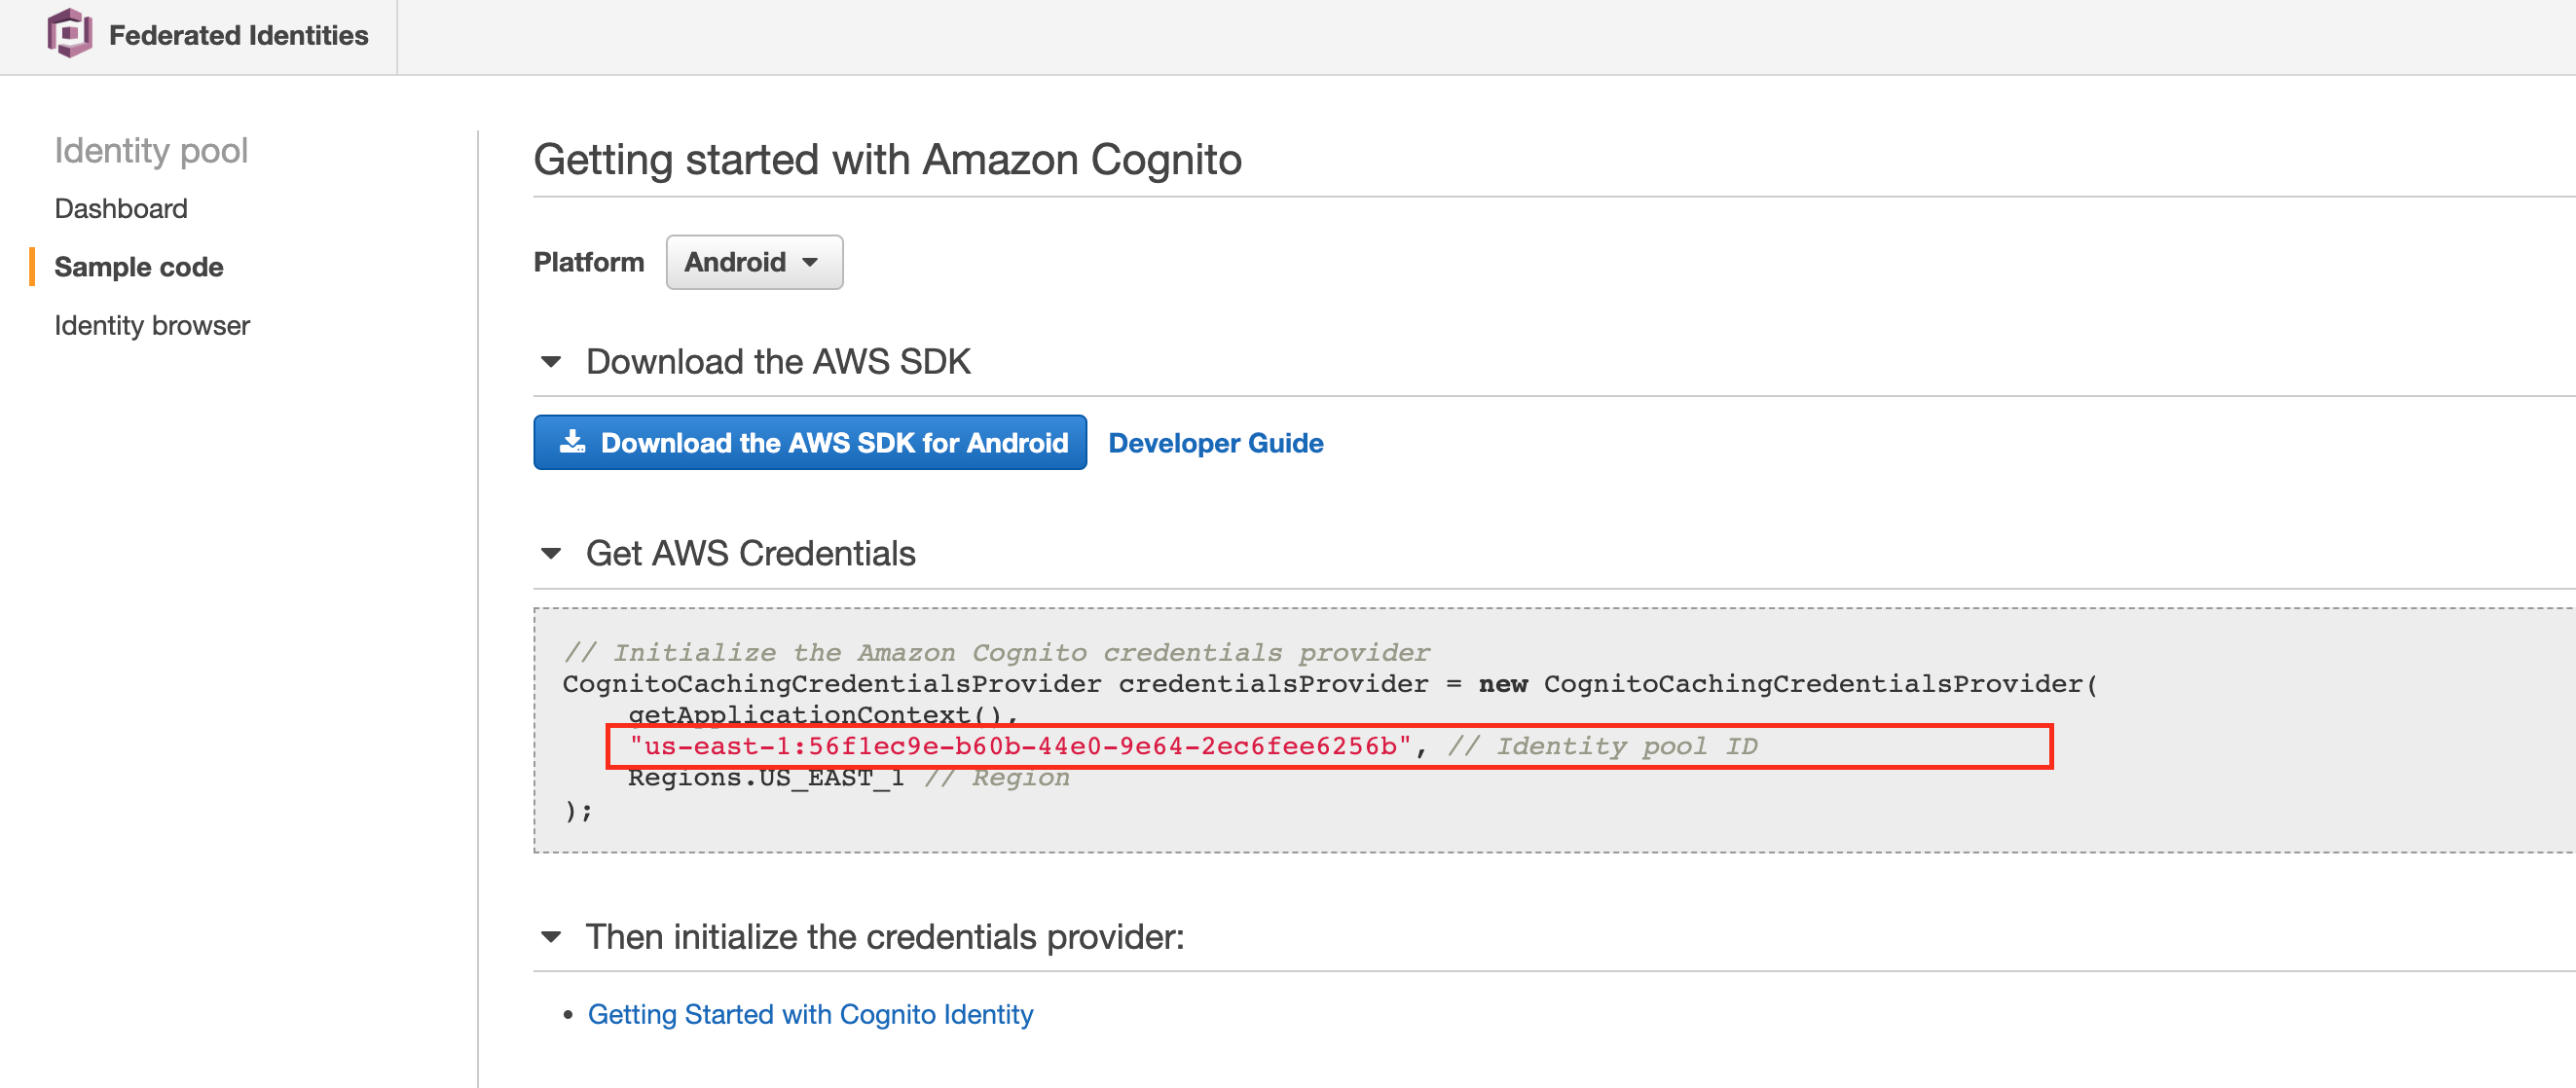 Federated Identities
Identity pool
Dashboard
Sample code
Identity browser
Getting started with Amazon Cognito
Platform Android
Download the AWS SDK
Download the AWS SDK for Android Developer Guide
Get AWS Credentials
// Initialize the Amazon Cognito credentials provider
CognitoCachingCredentialsProvider credentialsProvider = new CognitoCachingCredentialsProvider(
getApplicationContext(),
"us-east-1:56f1ec9e-b60b-44e0-9e64-2ec6fee6256b", // Identity pool ID
Regions.US_EAST_1 // Region
);
Then initialize the credentials provider:
• Getting Started with Cognito Identity